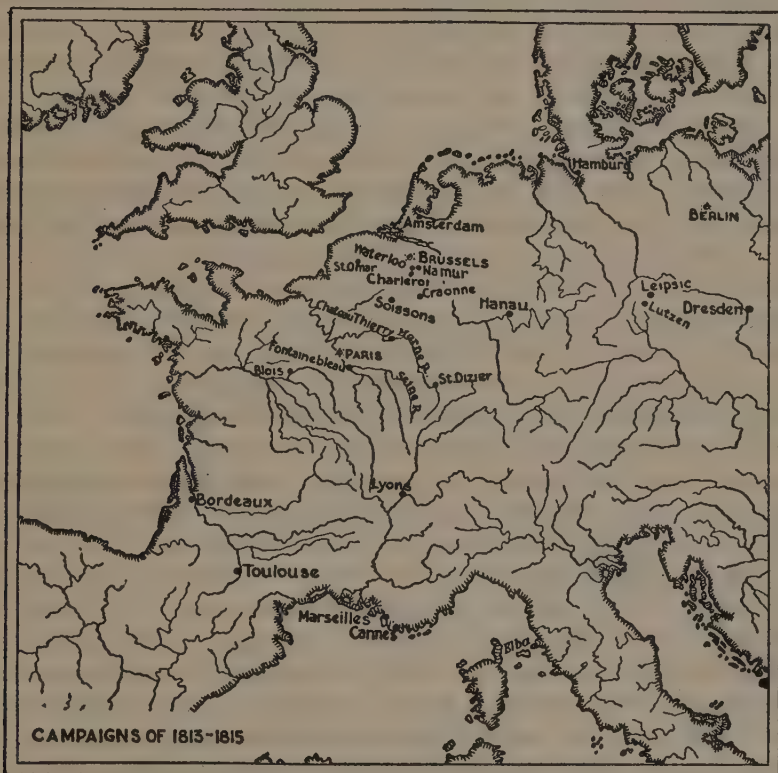 Hamburg
BERLIN
Amsterdam
Waterloo
BRUSSELS
St.Omar
Namur
Charleroi
Craonne
Soissons
Hanau
Leipsic
Lutzen
Dresden
Chateau Thierry
Marne R.
PARIS
Fontainebleau
Blois
Seine R.
St.Dizier
Lyons
Bordeaux
Toulouse
Marseilles
Cannes
Elba
CAMPAIGNS OF 1813-1815